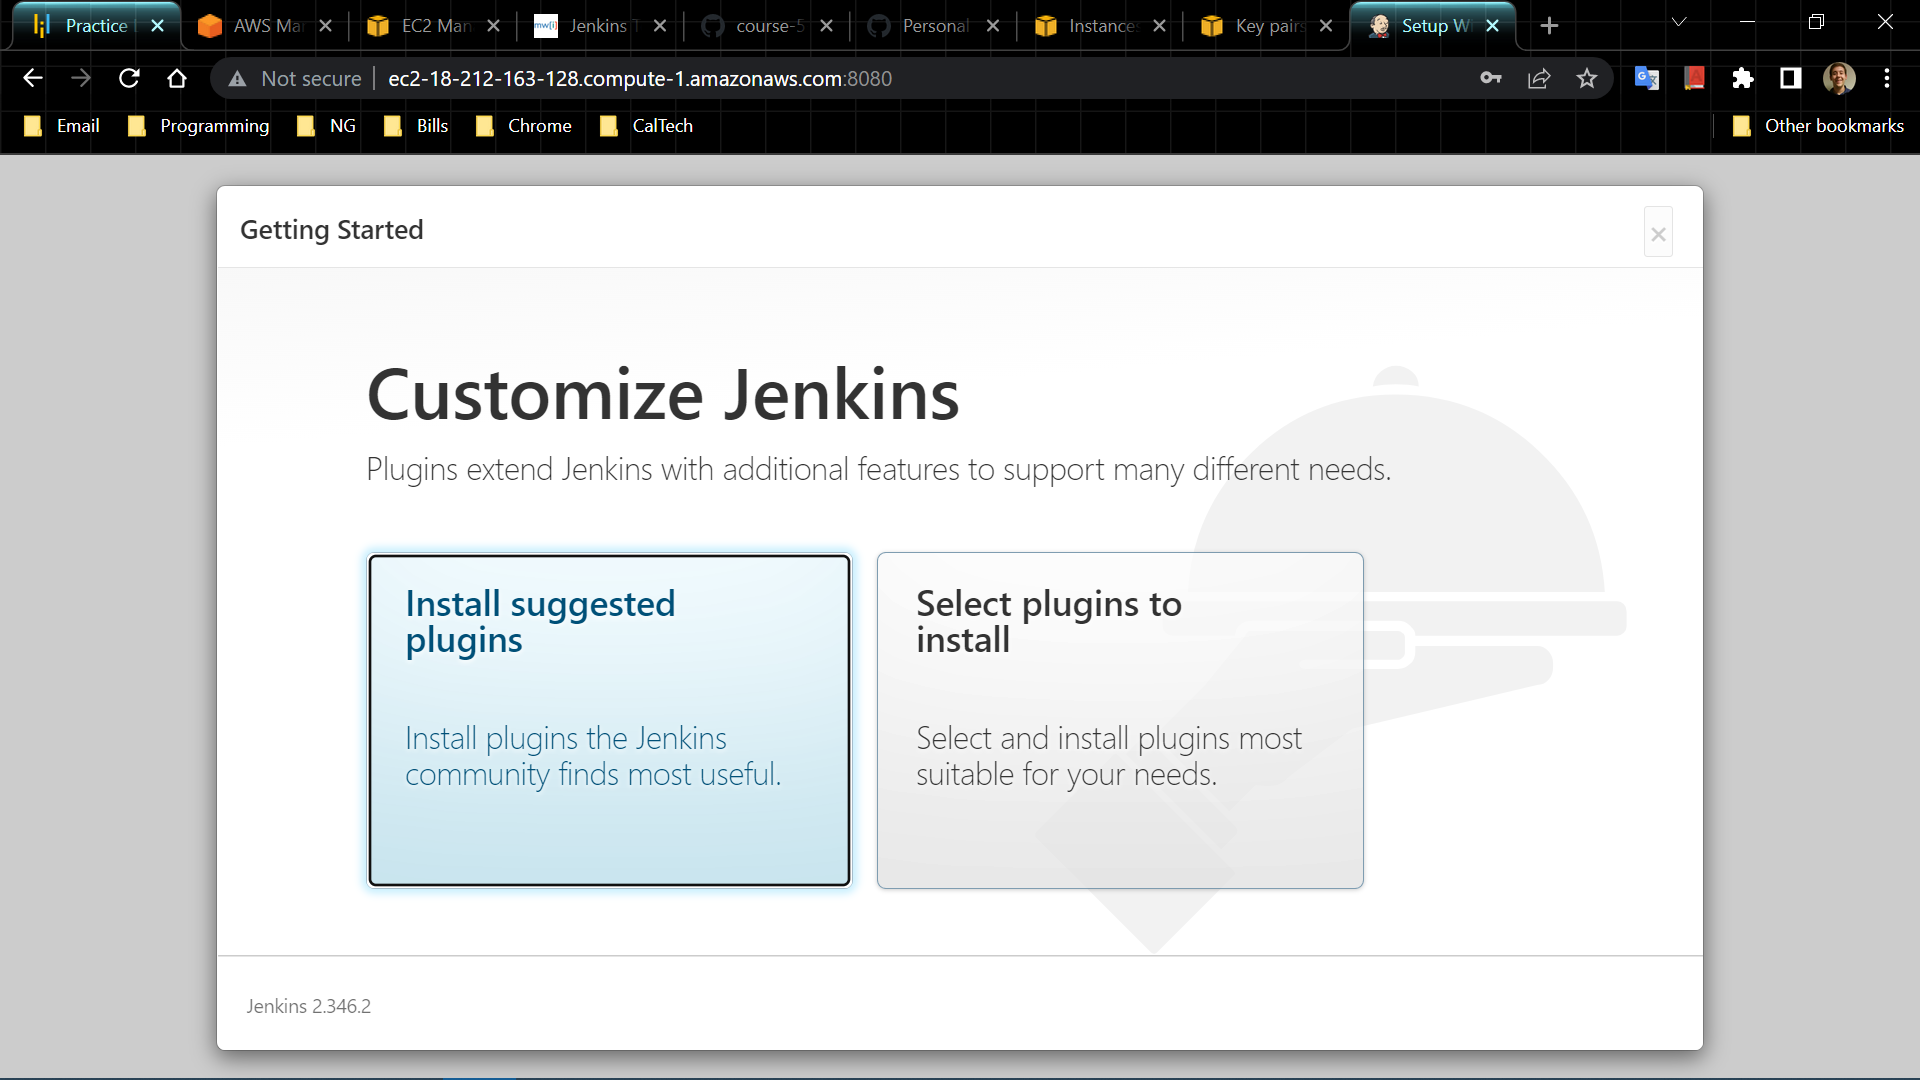 Practice
AWS Mar
EC2 Man
mw[i]
Jenkins T
course-5
Personal
Instances
Key pairs
Setup Wi
Not secure
ec2-18-212-163-128.compute-1.amazonaws.com:8080
Email
Programming
NG
Bills
Chrome
CalTech
Other bookmarks
Getting Started
Customize Jenkins
Plugins extend Jenkins with additional features to support many different needs.
Install suggested
plugins
Install plugins the Jenkins
community finds most useful.
Select plugins to
install
Select and install plugins most
suitable for your needs.
Jenkins 2.346.2